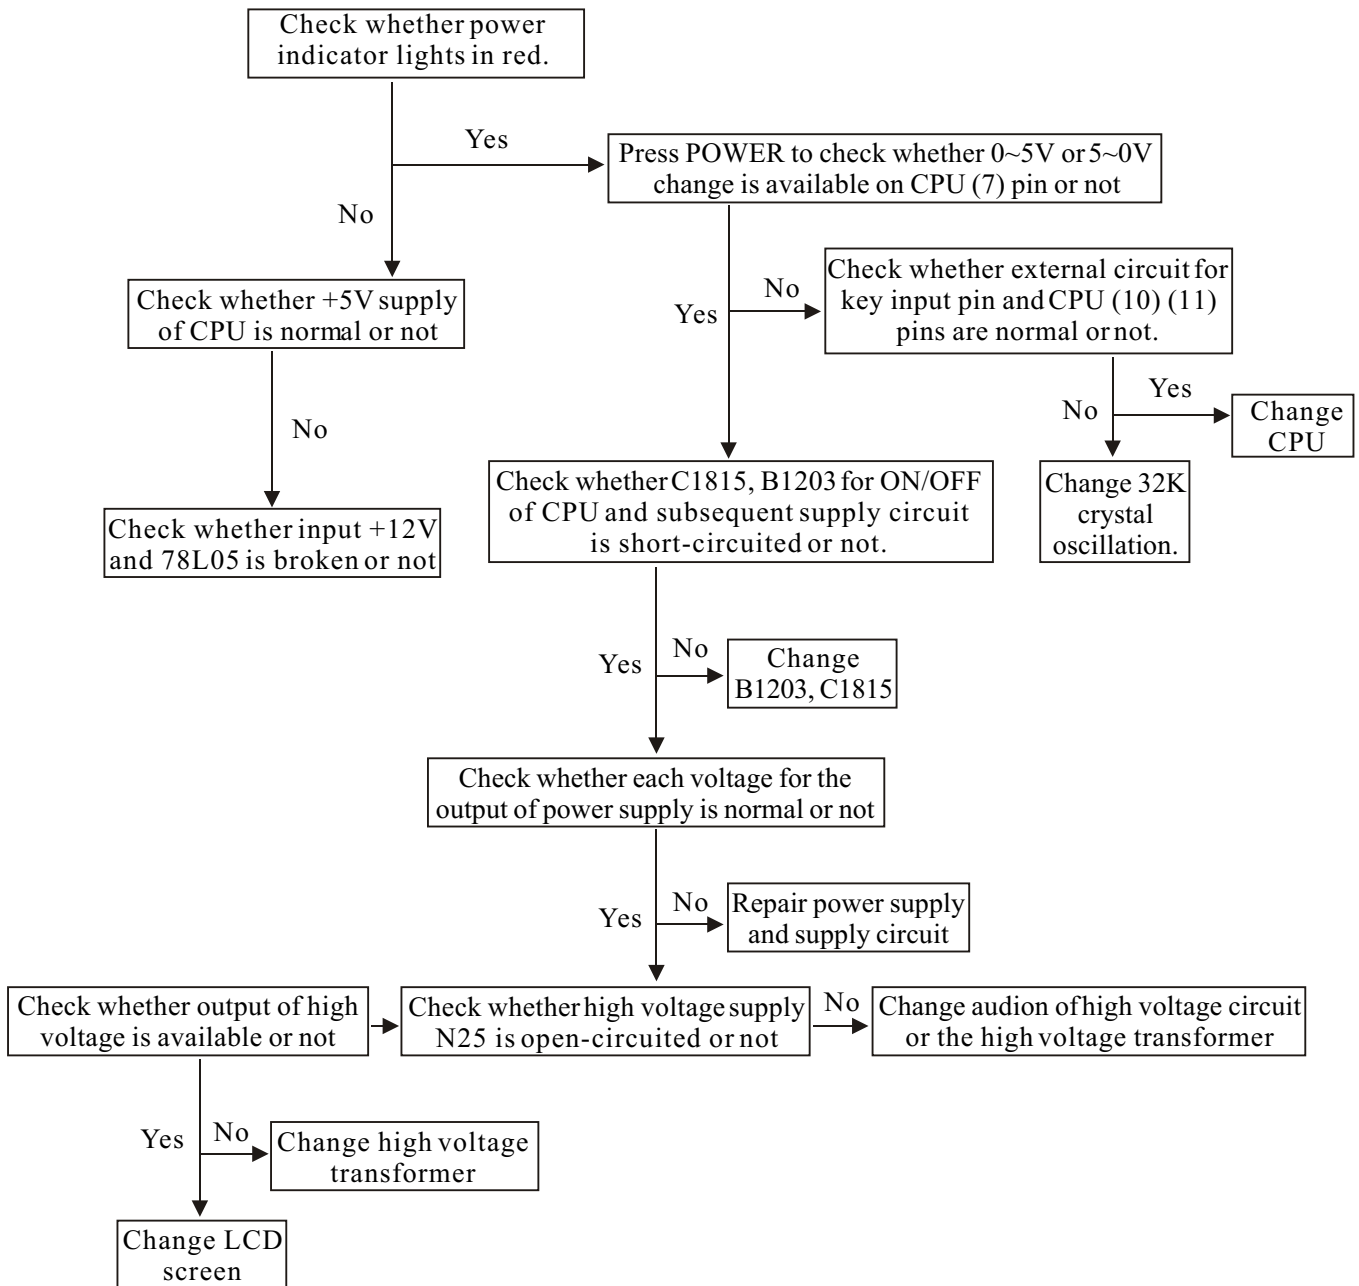 Check whether power
indicator lights in red.
Yes
Press POWER to check whether 0~5V or 5~0V
change is available on CPU (7) pin or not
No
Check whether +5V supply
of CPU is normal or not
Yes
No
Check whether external circuit for
key input pin and CPU (10) (11)
pins are normal or not.
No
Yes
Change
CPU
No
Change 32K
crystal
oscillation.
Check whether input +12V
and 78L05 is broken or not
Check whether C1815, B1203 for ON/OFF
of CPU and subsequent supply circuit
is short-circuited or not.
Yes
No
Change
B1203, C1815
Check whether each voltage for the
output of power supply is normal or not
Yes
No
Repair power supply
and supply circuit
Check whether output of high
voltage is available or not
Check whether high voltage supply
N25 is open-circuited or not
No
Change audion of high voltage circuit
or the high voltage transformer
Yes
No
Change high voltage
transformer
Change LCD
screen